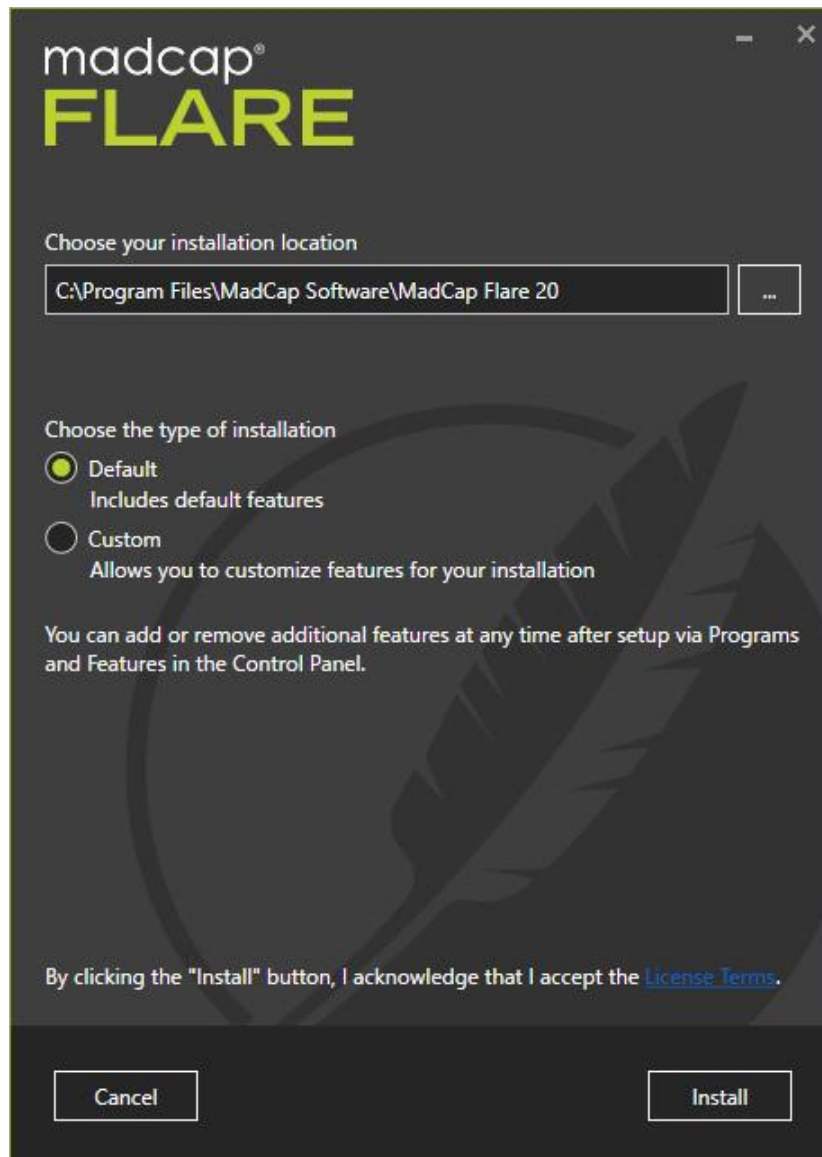 madcap®
FLARE
Choose your installation location
C:\Program Files\MadCap Software\MadCap Flare 20
...
Choose the type of installation
Default
Includes default features
Custom
Allows you to customize features for your installation
You can add or remove additional features at any time after setup via Programs
and Features in the Control Panel.
By clicking the "Install" button, I acknowledge that I accept the License Terms.
Cancel
Install